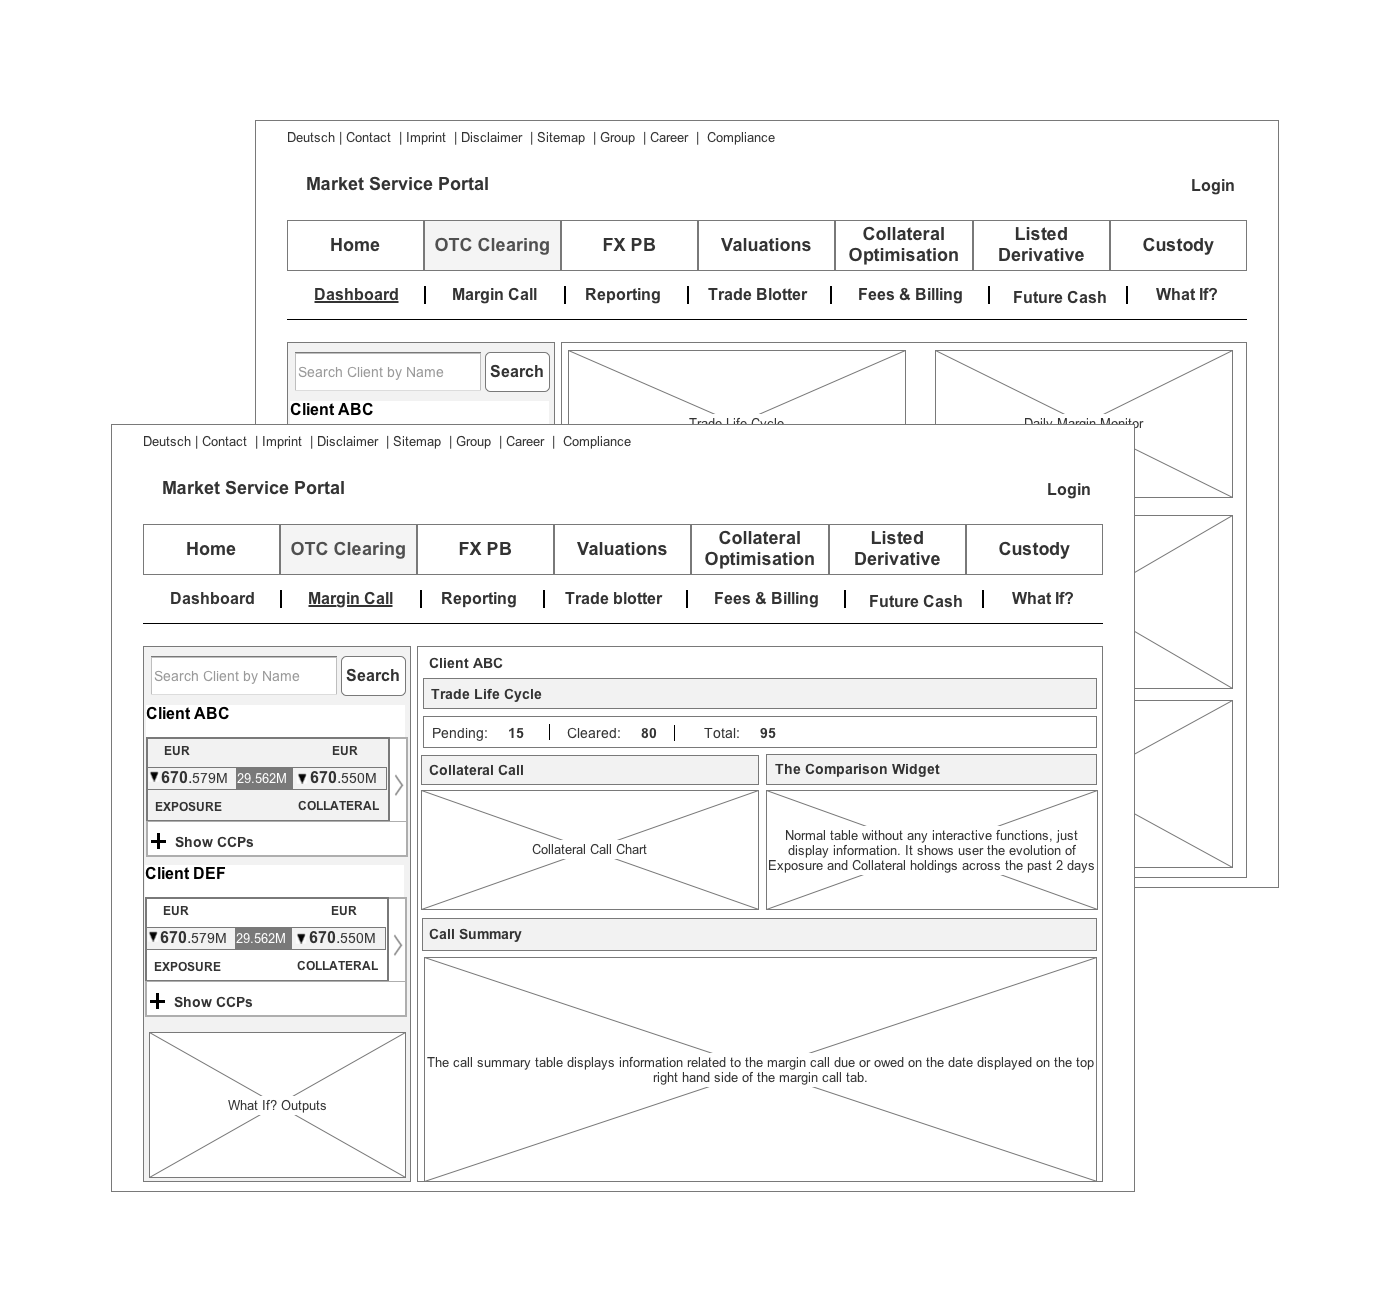 Deutsch | Contact | Imprint | Disclaimer | Sitemap | Group | Career | Compliance
Market Service Portal
Login
Home
OTC Clearing
FX PB
Valuations
Collateral
Optimisation
Listed
Derivative
Custody
Dashboard
Margin Call
Reporting
Trade Blotter
Fees & Billing
Future Cash
What If?
Search Client by Name
Search
Client ABC
Trade Life Cycle
Daily Margin Monitor
Deutsch | Contact | Imprint | Disclaimer | Sitemap | Group | Career | Compliance
Market Service Portal
Login
Home
OTC Clearing
FX PB
Valuations
Collateral
Optimisation
Listed
Derivative
Custody
Dashboard
Margin Call
Reporting
Trade blotter
Fees & Billing
Future Cash
What If?
Search Client by Name
Search
Client ABC
EUR EUR
▼670.579M 29.562M ▼670.550M
EXPOSURE COLLATERAL
Show CCPs
Client DEF
EUR EUR
▼670.579M 29.562M ▼670.550M
EXPOSURE COLLATERAL
Show CCPs
What If? Outputs
Client ABC
Trade Life Cycle
Pending: 15 | Cleared: 80 | Total: 95
Collateral Call
Collateral Call Chart
The Comparison Widget
Normal table without any interactive functions, just
display information. It shows user the evolution of
Exposure and Collateral holdings across the past 2 days
Call Summary
The call summary table displays information related to the margin call due or owed on the date displayed on the top
right hand side of the margin call tab.